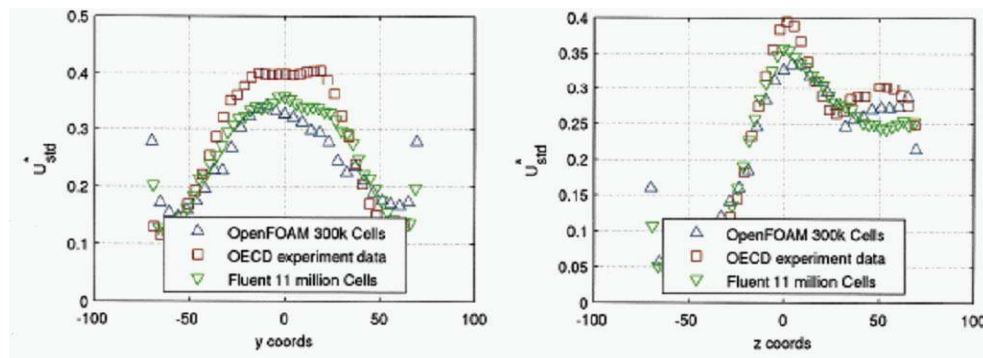 0.5
0.4
0.3
0.2
0.1
0
U*std
-100
-50
0
50
100
y coords
OpenFOAM 300k Cells
OECD experiment data
Fluent 11 million Cells
0.4
0.35
0.3
0.25
0.2
0.15
0.1
0.05
0
U*std
-100
-50
0
50
100
z coords
OpenFOAM 300k Cells
OECD experiment data
Fluent 11 million Cells